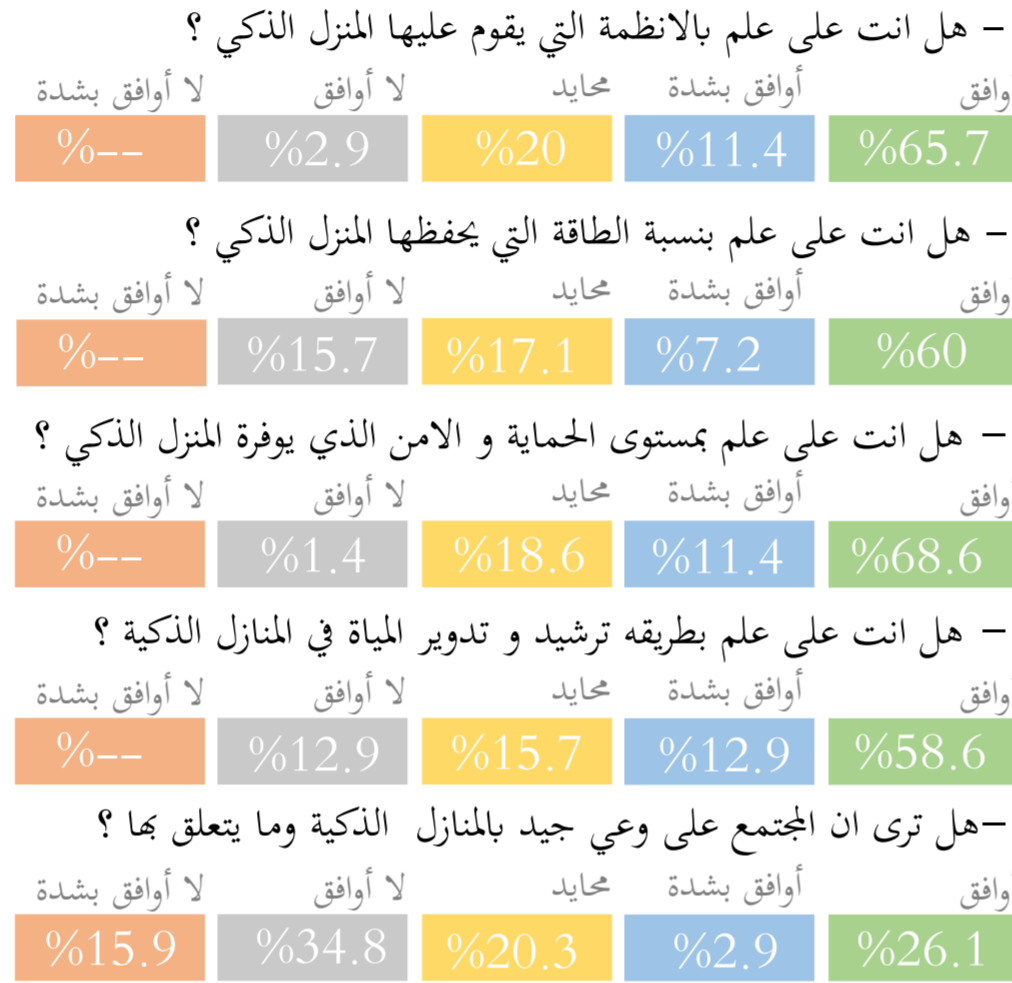 – هل انت على علم بالانظمة التي يقوم عليها المنزل الذكي ؟
وافق أوافق بشدة محايد لا أوافق لا أوافق بشدة
%65.7 %11.4 %20 %2.9 %--
– هل انت على علم بنسبة الطاقة التي يحفظها المنزل الذكي ؟
وافق أوافق بشدة محايد لا أوافق لا أوافق بشدة
%60 %7.2 %17.1 %15.7 %--
– هل انت على علم بمستوى الحماية و الامن الذي يوفرة المنزل الذكي ؟
وافق أوافق بشدة محايد لا أوافق لا أوافق بشدة
%68.6 %11.4 %18.6 %1.4 %--
– هل انت على علم بطريقه ترشيد و تدوير المياة في المنازل الذكية ؟
وافق أوافق بشدة محايد لا أوافق لا أوافق بشدة
%58.6 %12.9 %15.7 %12.9 %--
–هل ترى ان المجتمع على وعي جيد بالمنازل الذكية وما يتعلق بها ؟
وافق أوافق بشدة محايد لا أوافق لا أوافق بشدة
%26.1 %2.9 %20.3 %34.8 %15.9